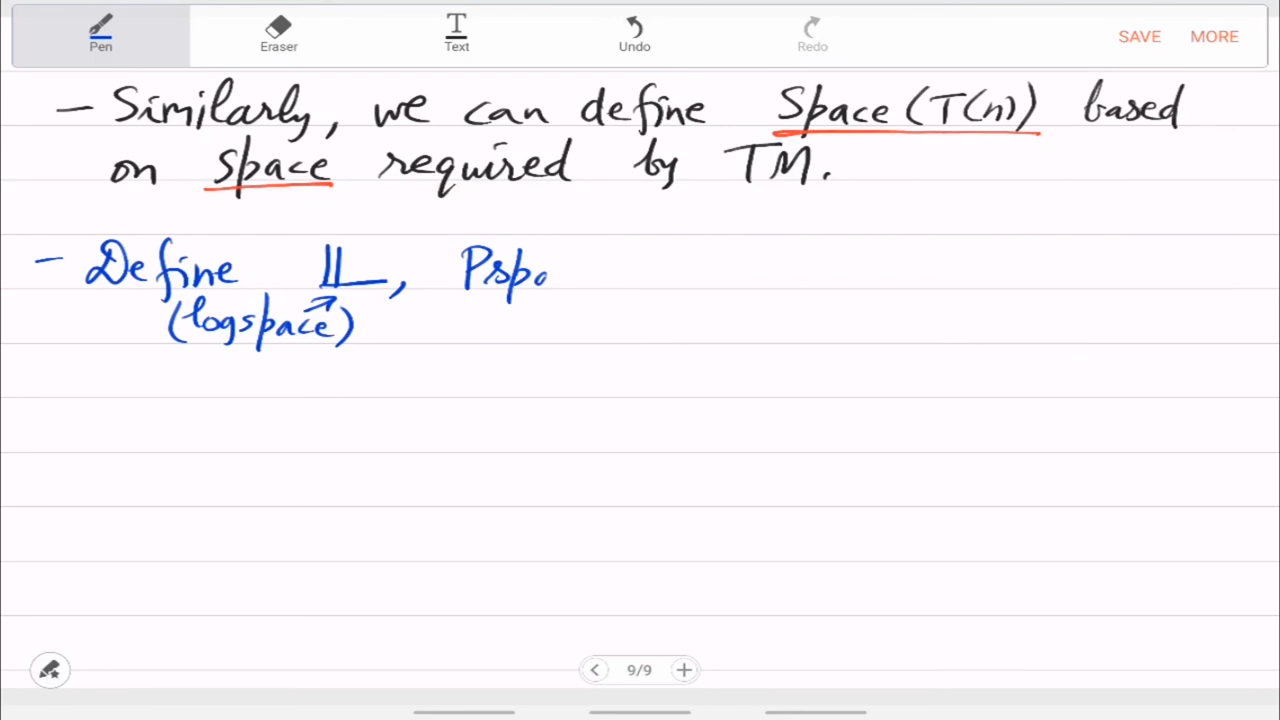 Pen Eraser Text Undo Redo SAVE MORE
- Similarly, we can define Space(T(n)) based
on space required by TM.
- Define 𝕃, Pspa
(logspace)
9/9